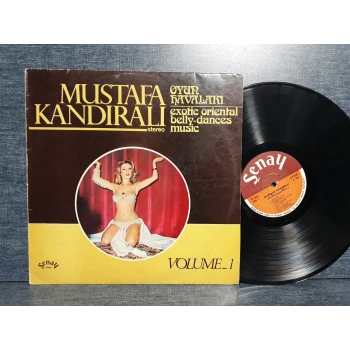 MUSTAFA
KANDIRALI
stereo
OYUN
HAVALARI
exotic oriental
belly-dances
music
Şenay
VOLUME_1
Şenay